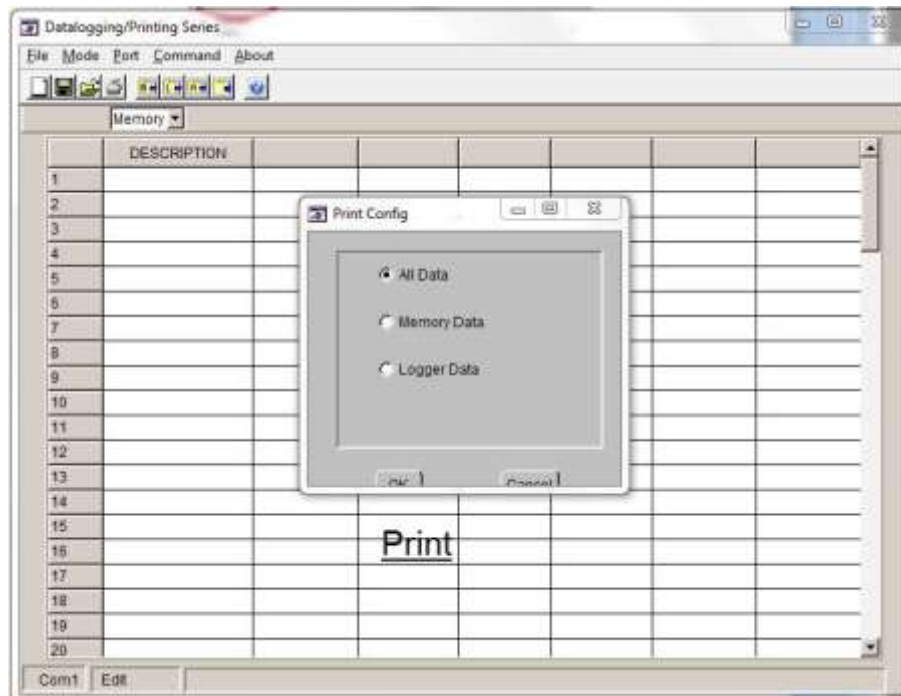 Datalogging/Printing Series
File Mode Port Command About
Memory
DESCRIPTION
1
2
3
4
5
6
7
8
9
10
11
12
13
14
15
16
17
18
19
20
Print Config
All Data
Memory Data
Logger Data
OK Cancel
Print
Com1 Edit